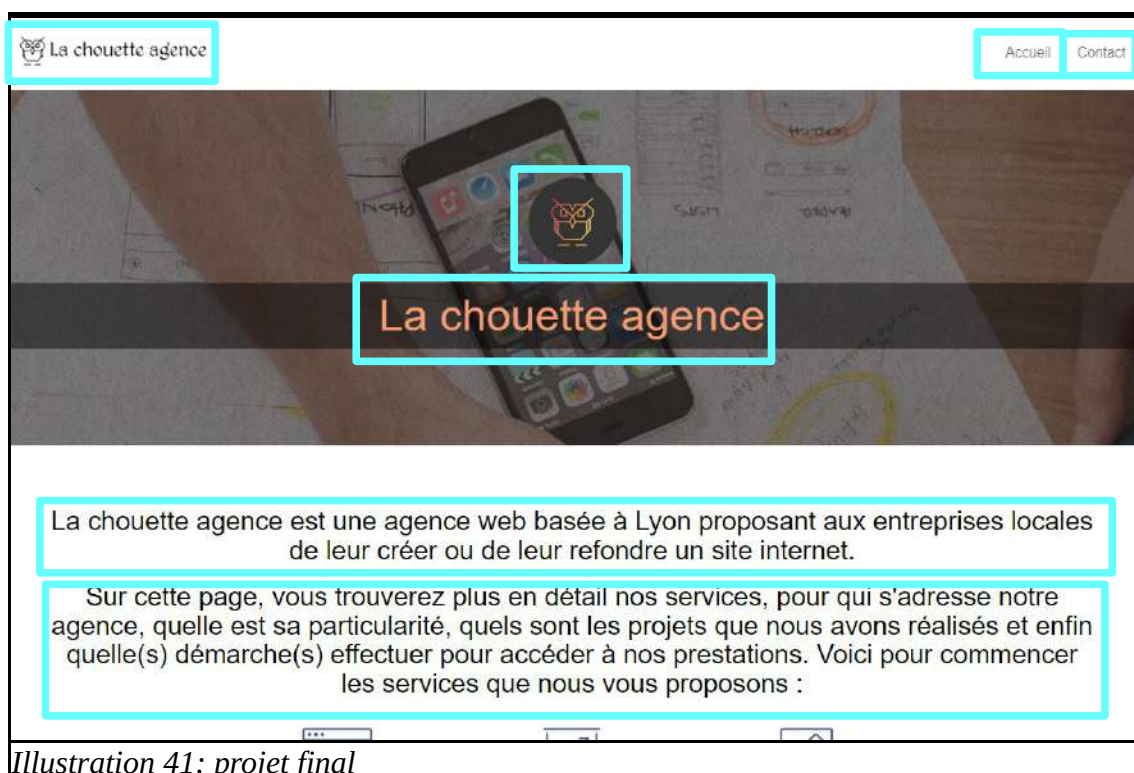 La chouette agence
Accueil
Contact
La chouette agence
La chouette agence est une agence web basée à Lyon proposant aux entreprises locales
de leur créer ou de leur refondre un site internet.
Sur cette page, vous trouverez plus en détail nos services, pour qui s'adresse notre
agence, quelle est sa particularité, quels sont les projets que nous avons réalisés et enfin
quelle(s) démarche(s) effectuer pour accéder à nos prestations. Voici pour commencer
les services que nous vous proposons :
Illustration 41: projet final